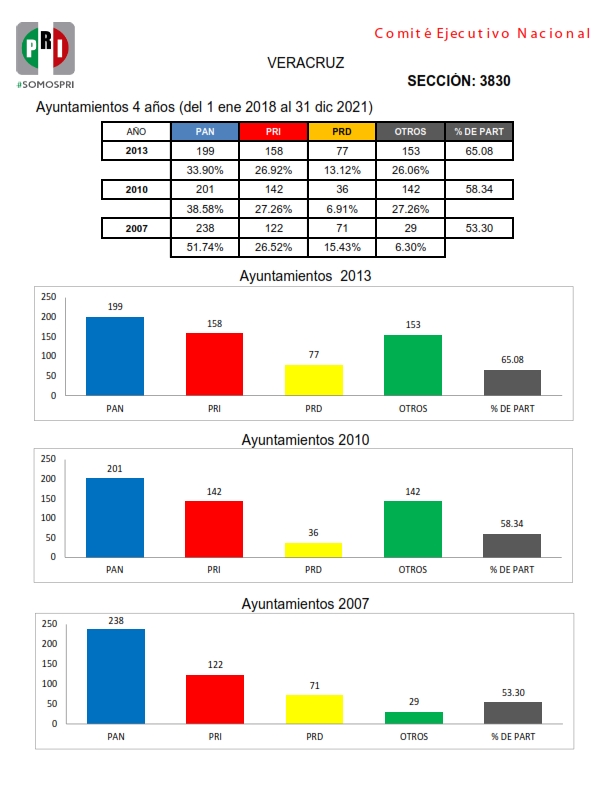 Comité Ejecutivo Nacional
PRI
#SOMOSPRI
VERACRUZ
SECCIÓN: 3830
Ayuntamientos 4 años (del 1 ene 2018 al 31 dic 2021)
AÑO PAN PRI PRD OTROS % DE PART
2013 199 158 77 153 65.08
33.90% 26.92% 13.12% 26.06%
2010 201 142 36 142 58.34
38.58% 27.26% 6.91% 27.26%
2007 238 122 71 29 53.30
51.74% 26.52% 15.43% 6.30%
Ayuntamientos 2013
250
200
150
100
50
0
199
158
77
153
65.08
PAN PRI PRD OTROS % DE PART
Ayuntamientos 2010
250
200
150
100
50
0
201
142
36
142
58.34
PAN PRI PRD OTROS % DE PART
Ayuntamientos 2007
250
200
150
100
50
0
238
122
71
29
53.30
PAN PRI PRD OTROS % DE PART